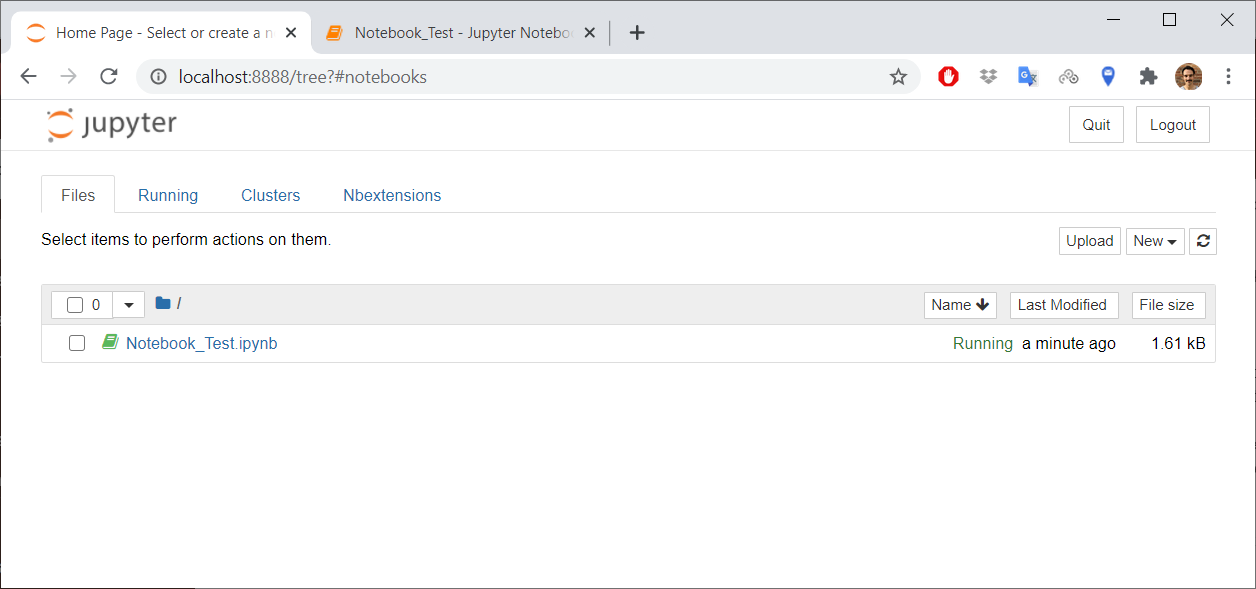 Home Page - Select or create a n
Notebook_Test - Jupyter Notebo
localhost:8888/tree?#notebooks
jupyter
Quit
Logout
Files
Running
Clusters
Nbextensions
Select items to perform actions on them.
Upload
New
0
/
Name
Last Modified
File size
Notebook_Test.ipynb
Running
a minute ago
1.61 kB